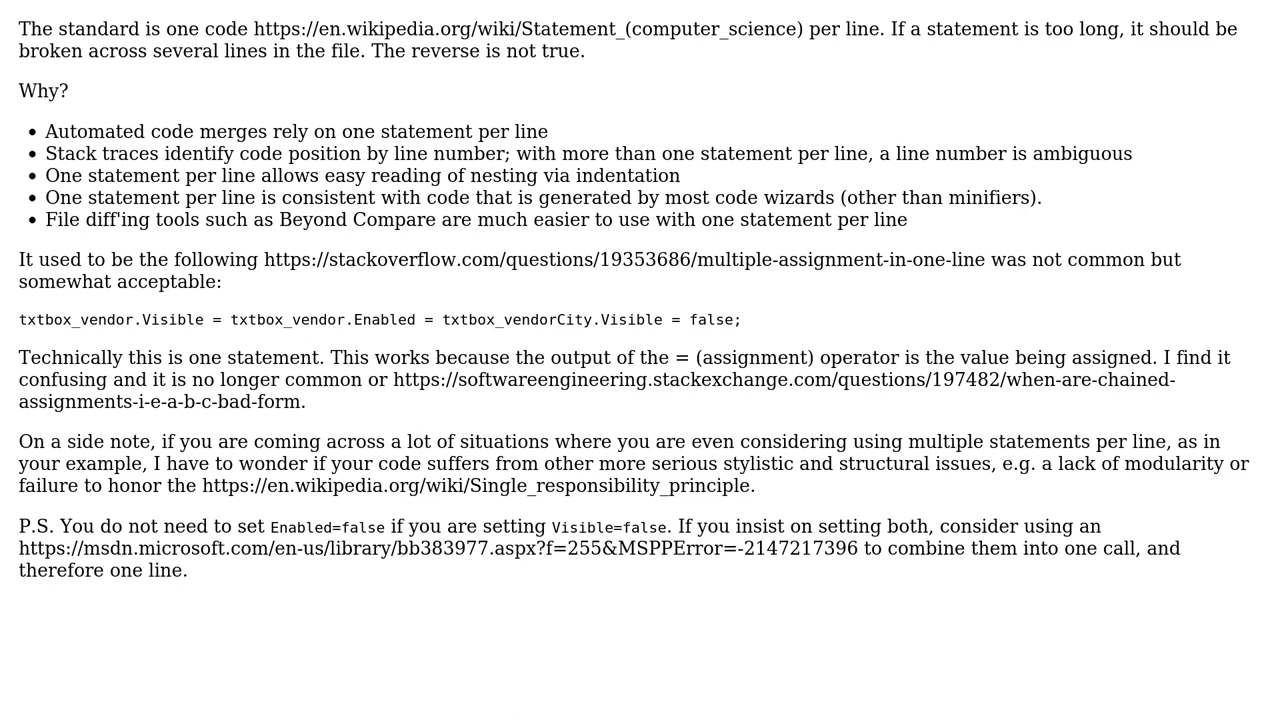 The standard is one code https://en.wikipedia.org/wiki/Statement_(computer_science) per line. If a statement is too long, it should be
broken across several lines in the file. The reverse is not true.
Why?
• Automated code merges rely on one statement per line
• Stack traces identify code position by line number; with more than one statement per line, a line number is ambiguous
• One statement per line allows easy reading of nesting via indentation
• One statement per line is consistent with code that is generated by most code wizards (other than minifiers).
• File diff'ing tools such as Beyond Compare are much easier to use with one statement per line
It used to be the following https://stackoverflow.com/questions/19353686/multiple-assignment-in-one-line was not common but
somewhat acceptable:
txtbox_vendor.Visible = txtbox_vendor.Enabled = txtbox_vendorCity.Visible = false;
Technically this is one statement. This works because the output of the = (assignment) operator is the value being assigned. I find it
confusing and it is no longer common or https://softwareengineering.stackexchange.com/questions/197482/when-are-chained-
assignments-i-e-a-b-c-bad-form.
On a side note, if you are coming across a lot of situations where you are even considering using multiple statements per line, as in
your example, I have to wonder if your code suffers from other more serious stylistic and structural issues, e.g. a lack of modularity or
failure to honor the https://en.wikipedia.org/wiki/Single_responsibility_principle.
P.S. You do not need to set Enabled=false if you are setting Visible=false. If you insist on setting both, consider using an
https://msdn.microsoft.com/en-us/library/bb383977.aspx?f=255&MSPPError=-2147217396 to combine them into one call, and
therefore one line.